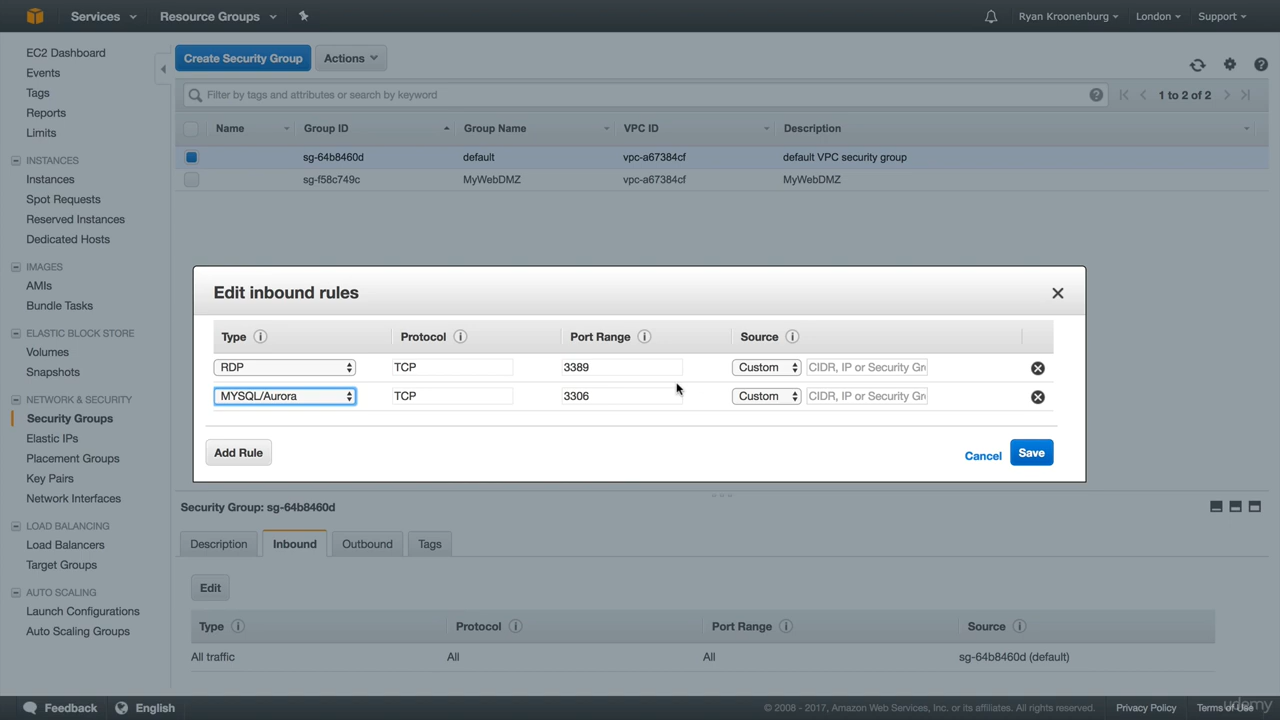 Services Resource Groups Ryan Kroonenburg London Support
EC2 Dashboard
Events
Tags
Reports
Limits
INSTANCES
Instances
Spot Requests
Reserved Instances
Dedicated Hosts
IMAGES
AMIs
Bundle Tasks
ELASTIC BLOCK STORE
Volumes
Snapshots
NETWORK & SECURITY
Security Groups
Elastic IPs
Placement Groups
Key Pairs
Network Interfaces
LOAD BALANCING
Load Balancers
Target Groups
AUTO SCALING
Launch Configurations
Auto Scaling Groups
Create Security Group Actions
Filter by tags and attributes or search by keyword 1 to 2 of 2
Name Group ID Group Name VPC ID Description
sg-64b8460d default vpc-a67384cf default VPC security group
sg-f58c749c MyWebDMZ vpc-a67384cf MyWebDMZ
Edit inbound rules
Type Protocol Port Range Source
RDP TCP 3389 Custom CIDR, IP or Security Gr
MYSQL/Aurora TCP 3306 Custom CIDR, IP or Security Gr
Add Rule Cancel Save
Security Group: sg-64b8460d
Description Inbound Outbound Tags
Edit
Type Protocol Port Range Source
All traffic All All sg-64b8460d (default)
Feedback English © 2008 - 2017, Amazon Web Services, Inc. or its affiliates. All rights reserved. Privacy Policy Terms of Use
udemy